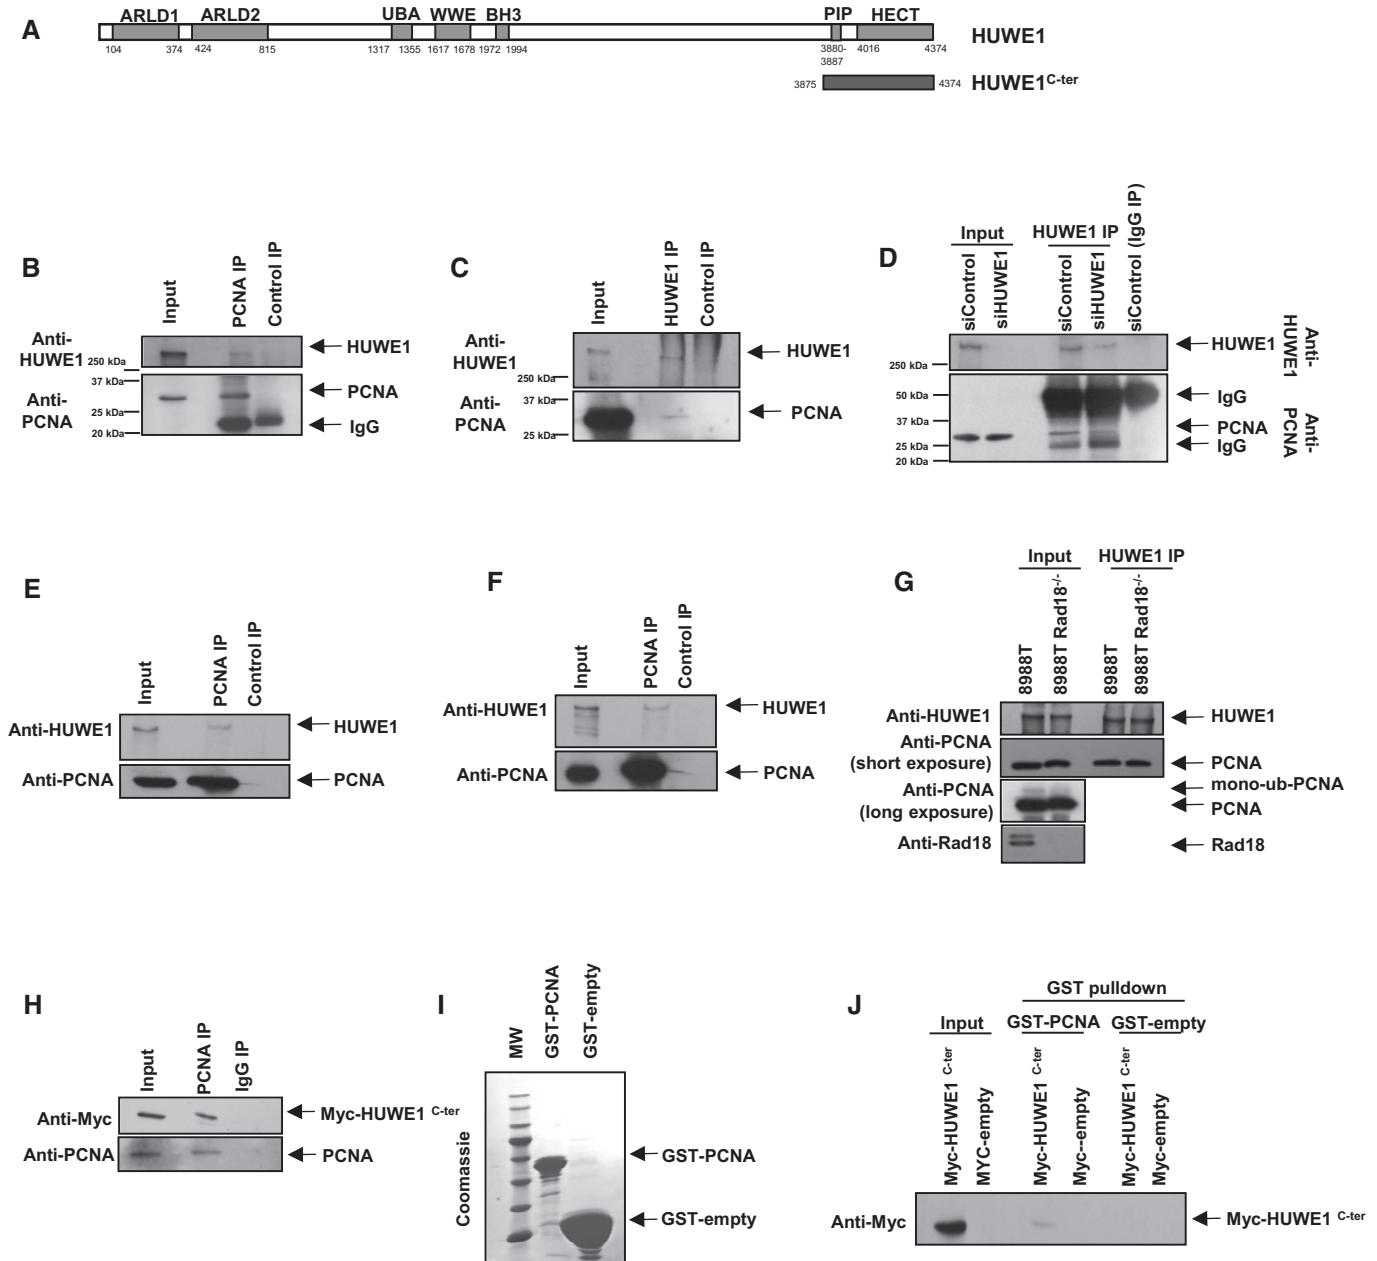 A
ARLD1 ARLD2 UBA WWE BH3 PIP HECT
HUWE1
104 374 424 815 1317 1355 1617 1678 1972 1994 3880- 4016 4374
3887
3875 4374 HUWE1 C-ter
B
Input PCNA IP Control IP
Anti-HUWE1
250 kDa
HUWE1
37 kDa
Anti-PCNA
25 kDa
20 kDa
PCNA
IgG
C
Input HUWE1 IP Control IP
Anti-HUWE1
250 kDa
HUWE1
37 kDa
Anti-PCNA
25 kDa
PCNA
D
Input HUWE1 IP
siControl siHUWE1 siControl siHUWE1 siControl (IgG IP)
250 kDa
HUWE1
Anti-HUWE1
50 kDa
37 kDa
25 kDa
20 kDa
IgG
PCNA
IgG
Anti-PCNA
E
Input PCNA IP Control IP
Anti-HUWE1 HUWE1
Anti-PCNA PCNA
F
Input PCNA IP Control IP
Anti-HUWE1 HUWE1
Anti-PCNA PCNA
G
Input HUWE1 IP
8988T 8988T Rad18-/- 8988T 8988T Rad18-/-
Anti-HUWE1 HUWE1
Anti-PCNA
(short exposure) PCNA
Anti-PCNA
(long exposure)
mono-ub-PCNA
PCNA
Anti-Rad18 Rad18
H
Input PCNA IP IgG IP
Anti-Myc Myc-HUWE1 C-ter
Anti-PCNA PCNA
I
MW GST-PCNA GST-empty
Coomassie
GST-PCNA
GST-empty
J
GST pulldown
Input GST-PCNA GST-empty
Myc-HUWE1 C-ter MYC-empty Myc-HUWE1 C-ter Myc--empty Myc-HUWE1 C-ter Myc-empty
Anti-Myc Myc-HUWE1 C-ter